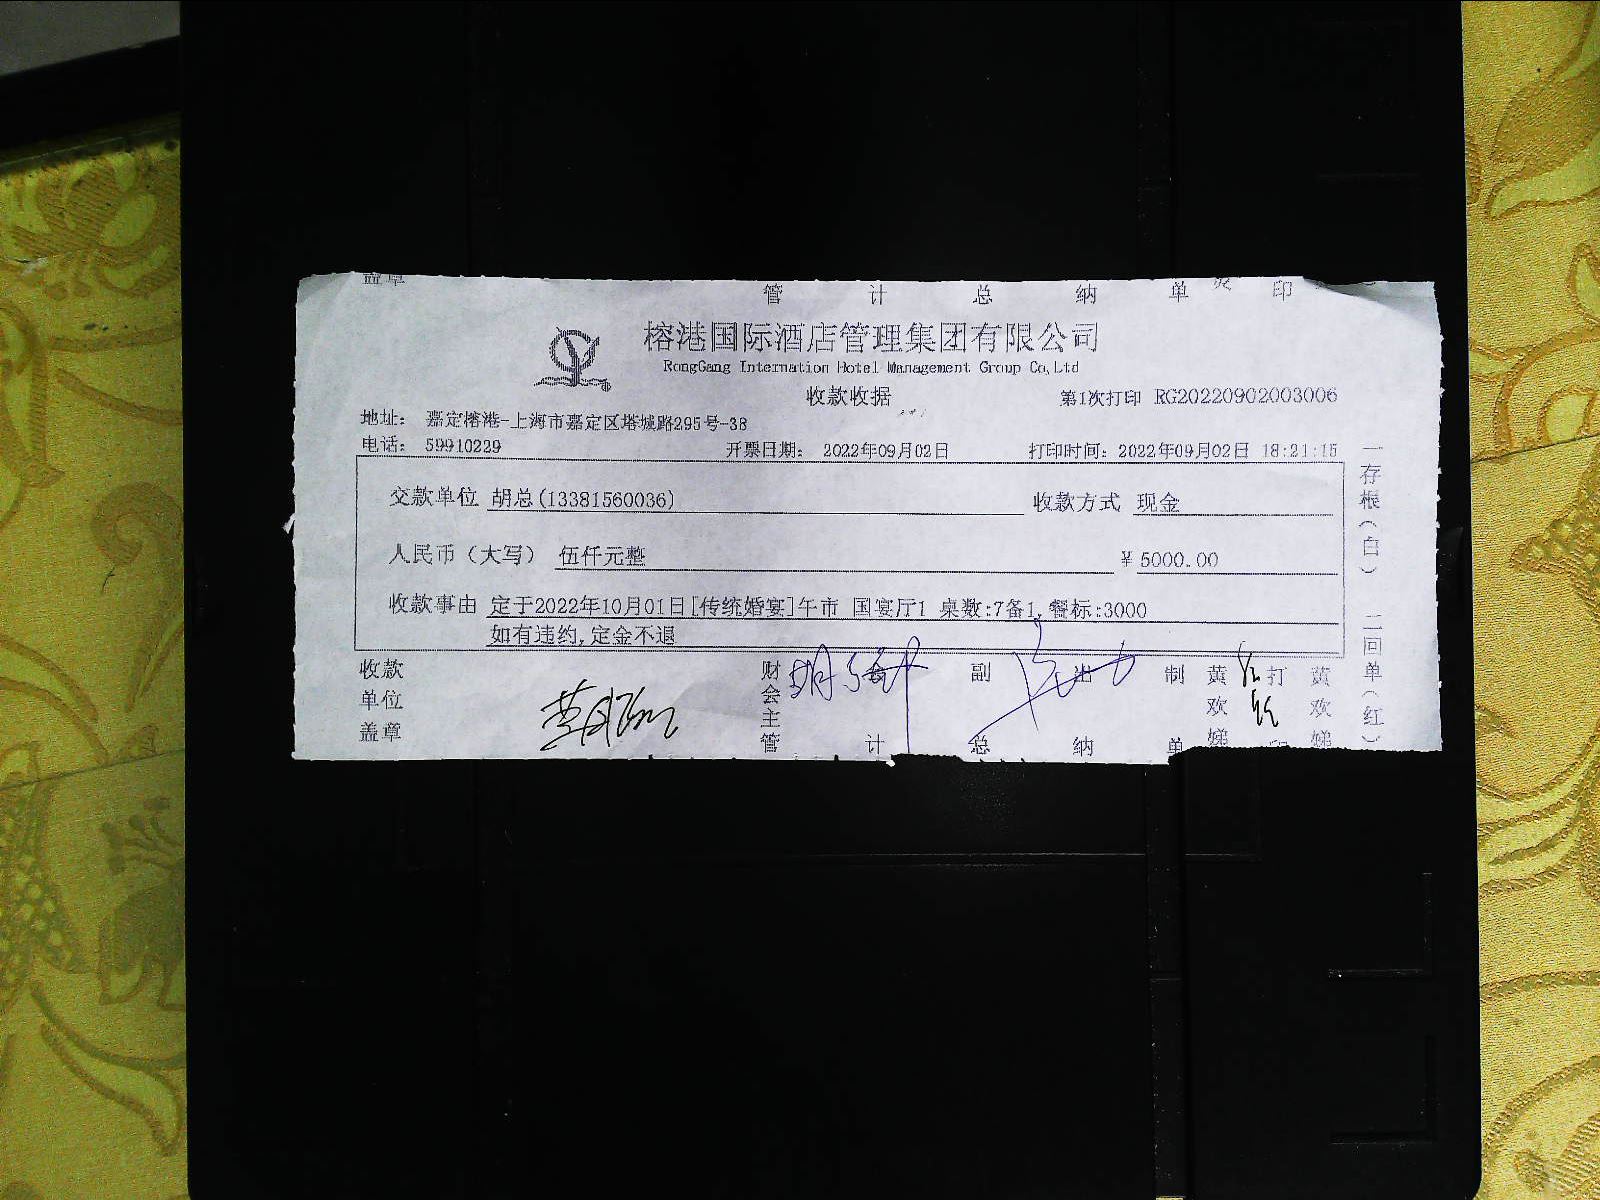 盖章
管 计 总 纳 单 印
榕港国际酒店管理集团有限公司
RongGang Internation Hotel Management Group Co,Ltd
收款收据
第1次打印 RG20220902003006
地址： 嘉定榕港-上海市嘉定区塔城路295号-38
电话： 59910229 开票日期： 2022年09月02日 打印时间：2022年09月02日 18:21:15
交款单位 胡总(13381560036) 收款方式 现金
人民币（大写） 伍仟元整 ￥5000.00
收款事由 定于2022年10月01日[传统婚宴]午市 国宴厅1 桌数:7备1,餐标:3000
如有违约,定金不退
收款单位盖章
财会主管
会计
副总
出纳
制单 黄欢娣
打印 黄欢娣
一存根(白) 二回单(红)